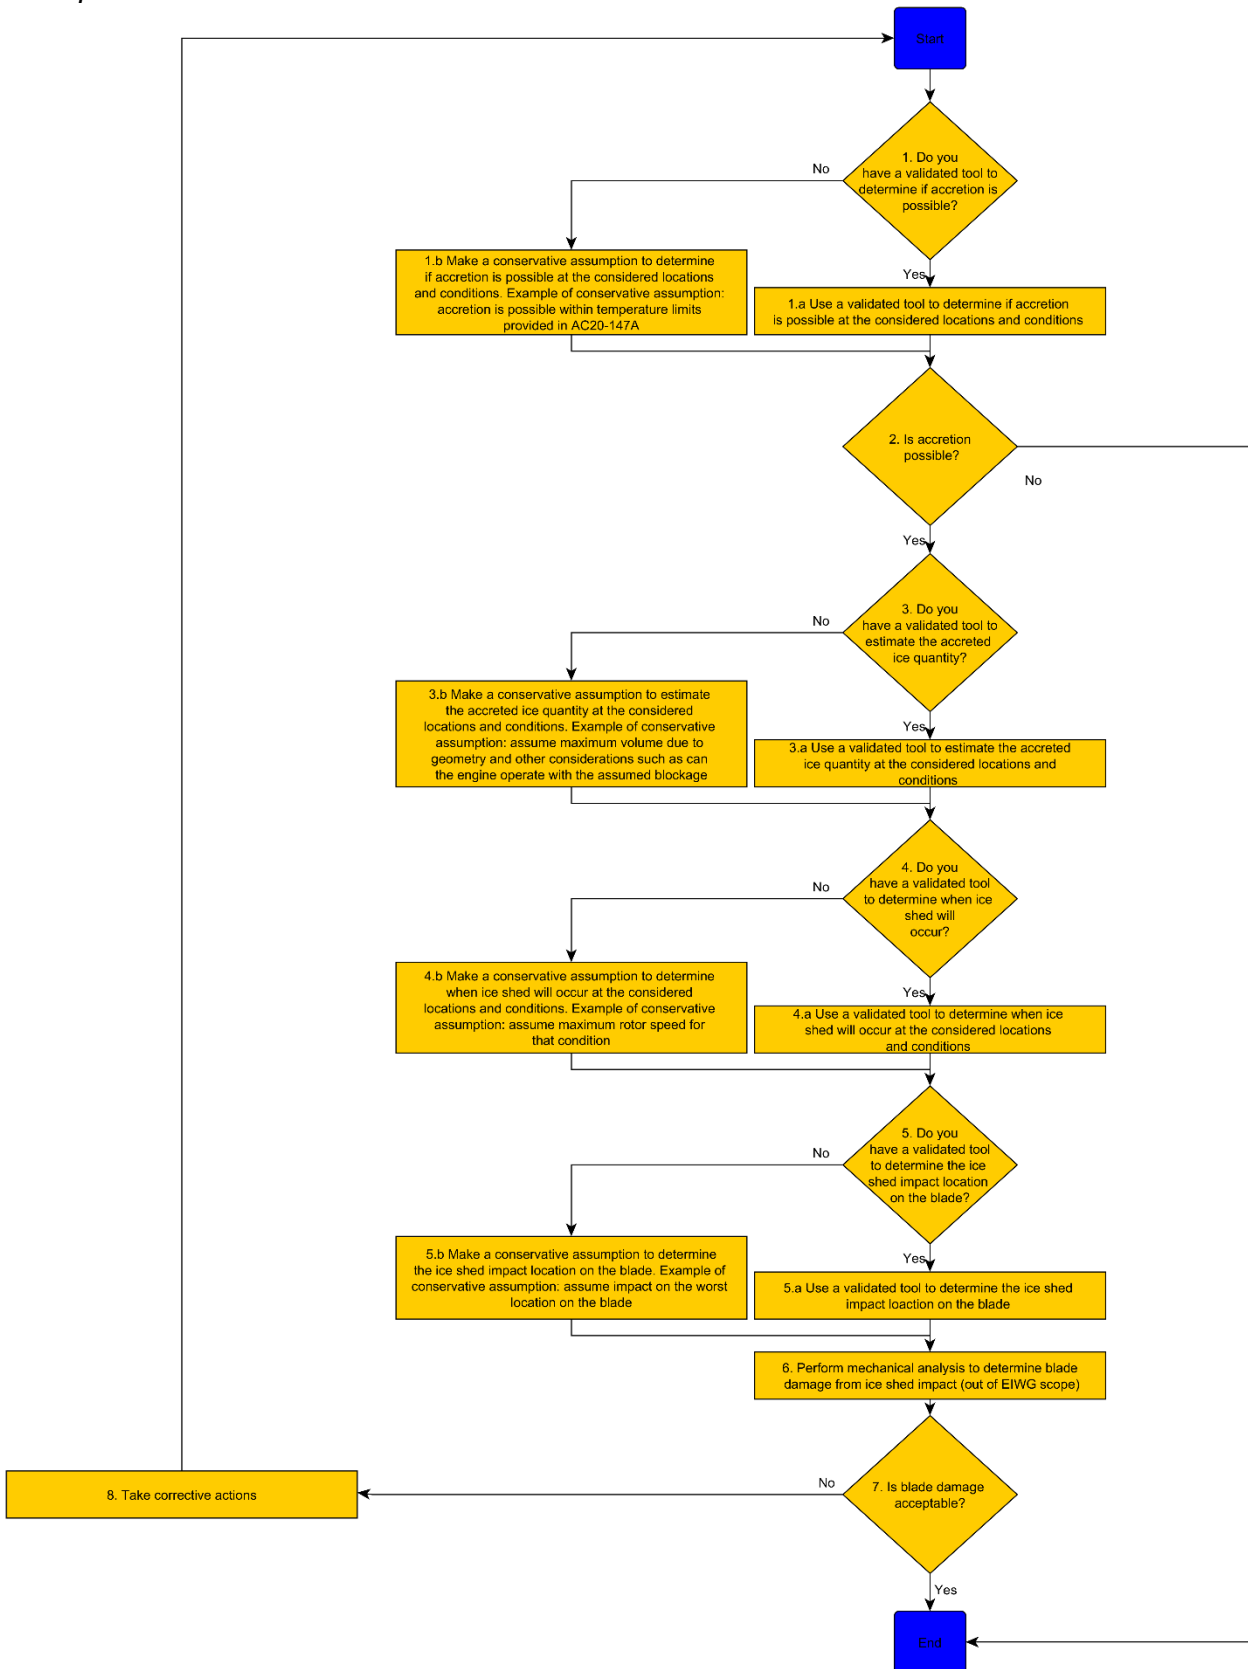 Start
1. Do you
have a validated tool to
determine if accretion is
possible?
No
Yes
1.b Make a conservative assumption to determine
if accretion is possible at the considered locations
and conditions. Example of conservative assumption:
accretion is possible within temperature limits
provided in AC20-147A
1.a Use a validated tool to determine if accretion
is possible at the considered locations and conditions
2. Is accretion
possible?
No
Yes
3. Do you
have a validated tool to
estimate the accreted
ice quantity?
No
Yes
3.b Make a conservative assumption to estimate
the accreted ice quantity at the considered
locations and conditions. Example of conservative
assumption: assume maximum volume due to
geometry and other considerations such as can
the engine operate with the assumed blockage
3.a Use a validated tool to estimate the accreted
ice quantity at the considered locations and
conditions
4. Do you
have a validated tool
to determine when ice
shed will
occur?
No
Yes
4.b Make a conservative assumption to determine
when ice shed will occur at the considered
locations and conditions. Example of conservative
assumption: assume maximum rotor speed for
that condition
4.a Use a validated tool to determine when ice
shed will occur at the considered locations
and conditions
5. Do you
have a validated tool
to determine the ice
shed impact location
on the blade?
No
Yes
5.b Make a conservative assumption to determine
the ice shed impact location on the blade. Example of
conservative assumption: assume impact on the worst
location on the blade
5.a Use a validated tool to determine the ice shed
impact loaction on the blade
6. Perform mechanical analysis to determine blade
damage from ice shed impact (out of EIWG scope)
7. Is blade damage
acceptable?
No
8. Take corrective actions
Yes
End